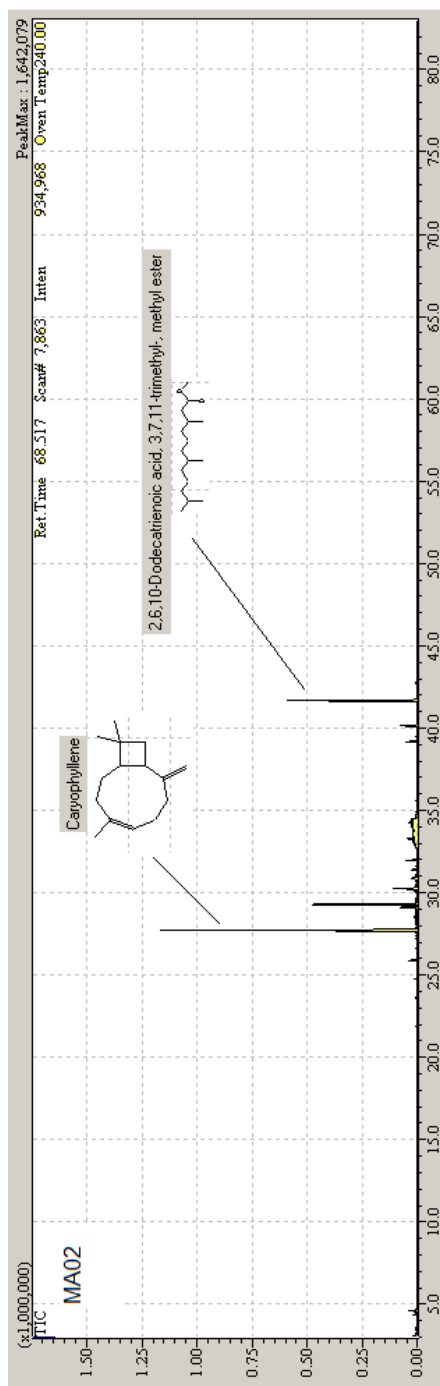 (x1,000,000) PeakMax : 1,642,079
TIC Ret.Time 68.517 Scan# 7,863 Inten 934,968 Oven Temp 240.00
MA02
Caryophyllene
2,6,10-Dodecatrienoic acid, 3,7,11-trimethyl-, methyl ester
1.50
1.25
1.00
0.75
0.50
0.25
0.00
5.0 10.0 15.0 20.0 25.0 30.0 35.0 40.0 45.0 50.0 55.0 60.0 65.0 70.0 75.0 80.0